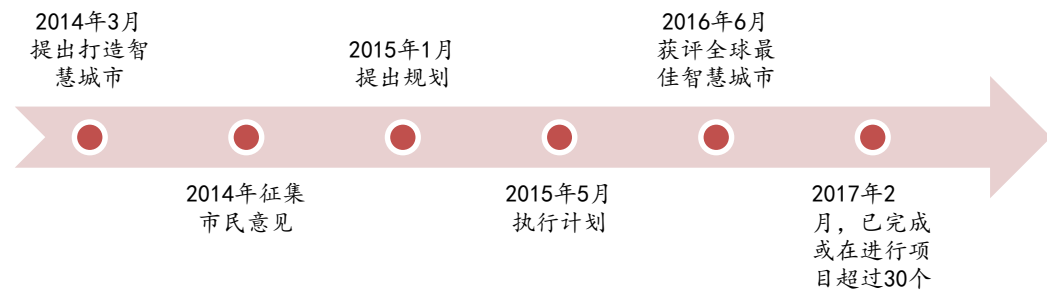 2014年3月
提出打造智
慧城市
2014年征集
市民意见
2015年1月
提出规划
2015年5月
执行计划
2016年6月
获评全球最
佳智慧城市
2017年2
月，已完成
或在进行项
目超过30个